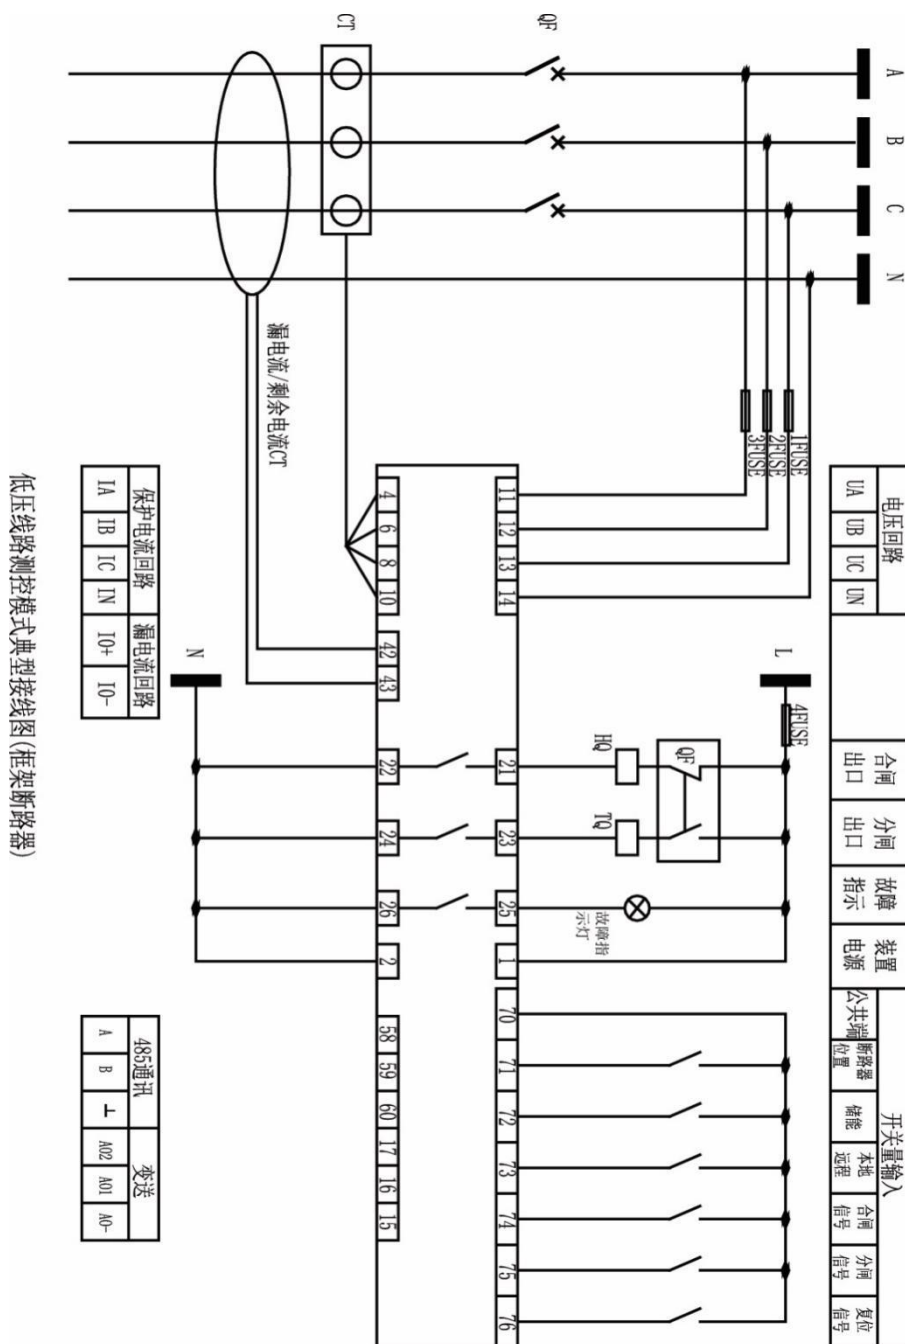 A
B
C
N
QF
CT
漏电流/剩余电流CT
1FUSE
2FUSE
3FUSE
电压回路
UA
UB
UC
UN
11
12
13
14
4
6
8
10
42
43
保护电流回路
漏电流回路
IA
IB
IC
IN
IO+
IO-
L
4FUSE
N
QF
HQ
TQ
故障指
示灯
21
22
23
24
25
26
1
2
合闸
出口
分闸
出口
故障
指示
装置
电源
开关量输入
公共端
断路器
位置
储能
本地
远程
合闸
信号
分闸
信号
复位
信号
70
71
72
73
74
75
76
58
59
60
17
16
15
485通讯
变送
A
B
⊥
AO2
AO1
AO-
低压线路测控模式典型接线图(框架断路器)